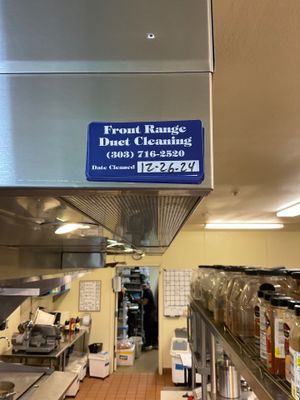 Front Range
Duct Cleaning
(303) 716-2520
Date Cleaned 12-26-24